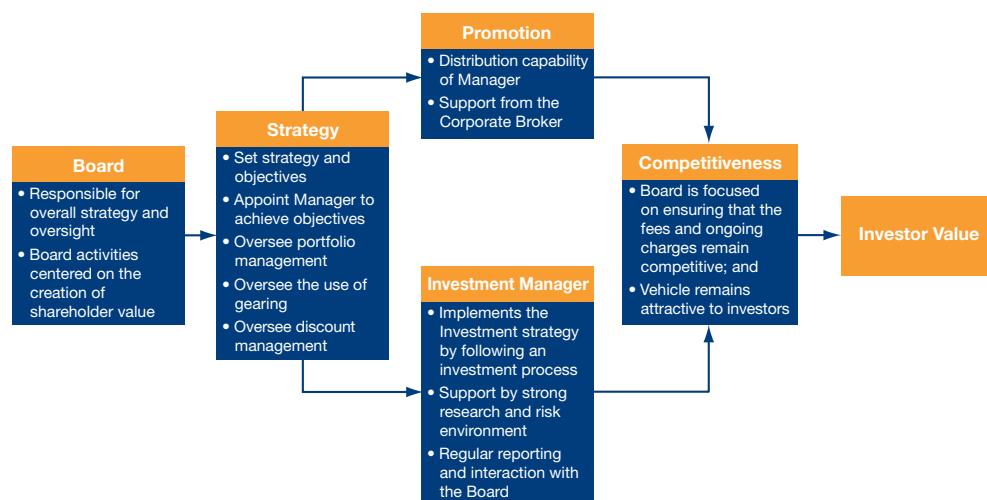 Board
• Responsible for
overall strategy and
oversight
• Board activities
centered on the
creation of
shareholder value
Strategy
• Set strategy and
objectives
• Appoint Manager to
achieve objectives
• Oversee portfolio
management
• Oversee the use of
gearing
• Oversee discount
management
Promotion
• Distribution capability
of Manager
• Support from the
Corporate Broker
Investment Manager
• Implements the
Investment strategy
by following an
investment process
• Support by strong
research and risk
environment
• Regular reporting
and interaction with
the Board
Competitiveness
• Board is focused
on ensuring that the
fees and ongoing
charges remain
competitive; and
• Vehicle remains
attractive to investors
Investor Value